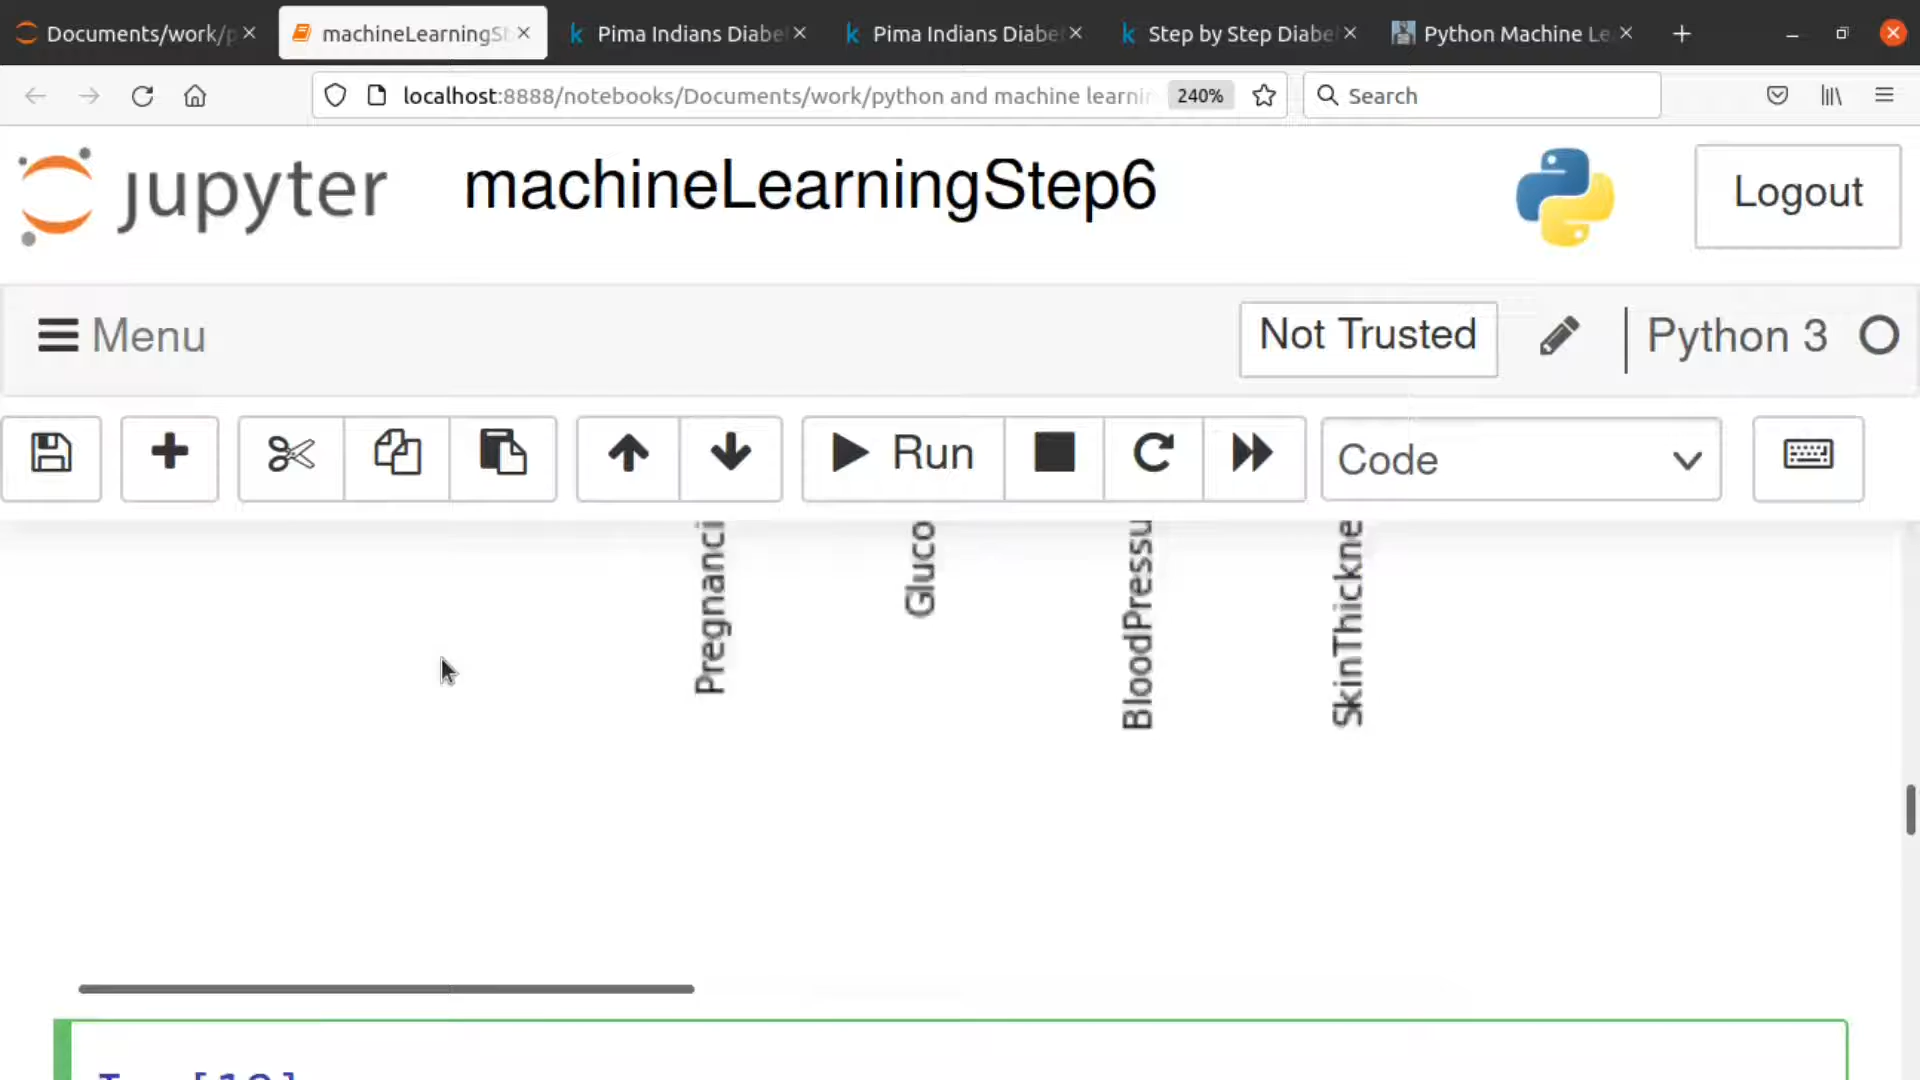 Documents/work/p
machineLearningS
Pima Indians Diabe
Pima Indians Diabe
Step by Step Diabe
Python Machine Le
localhost:8888/notebooks/Documents/work/python and machine learnin
240%
Search
jupyter
machineLearningStep6
Logout
Menu
Not Trusted
Python 3
Run
Code
Pregnanci
Gluco
BloodPressu
SkinThickne